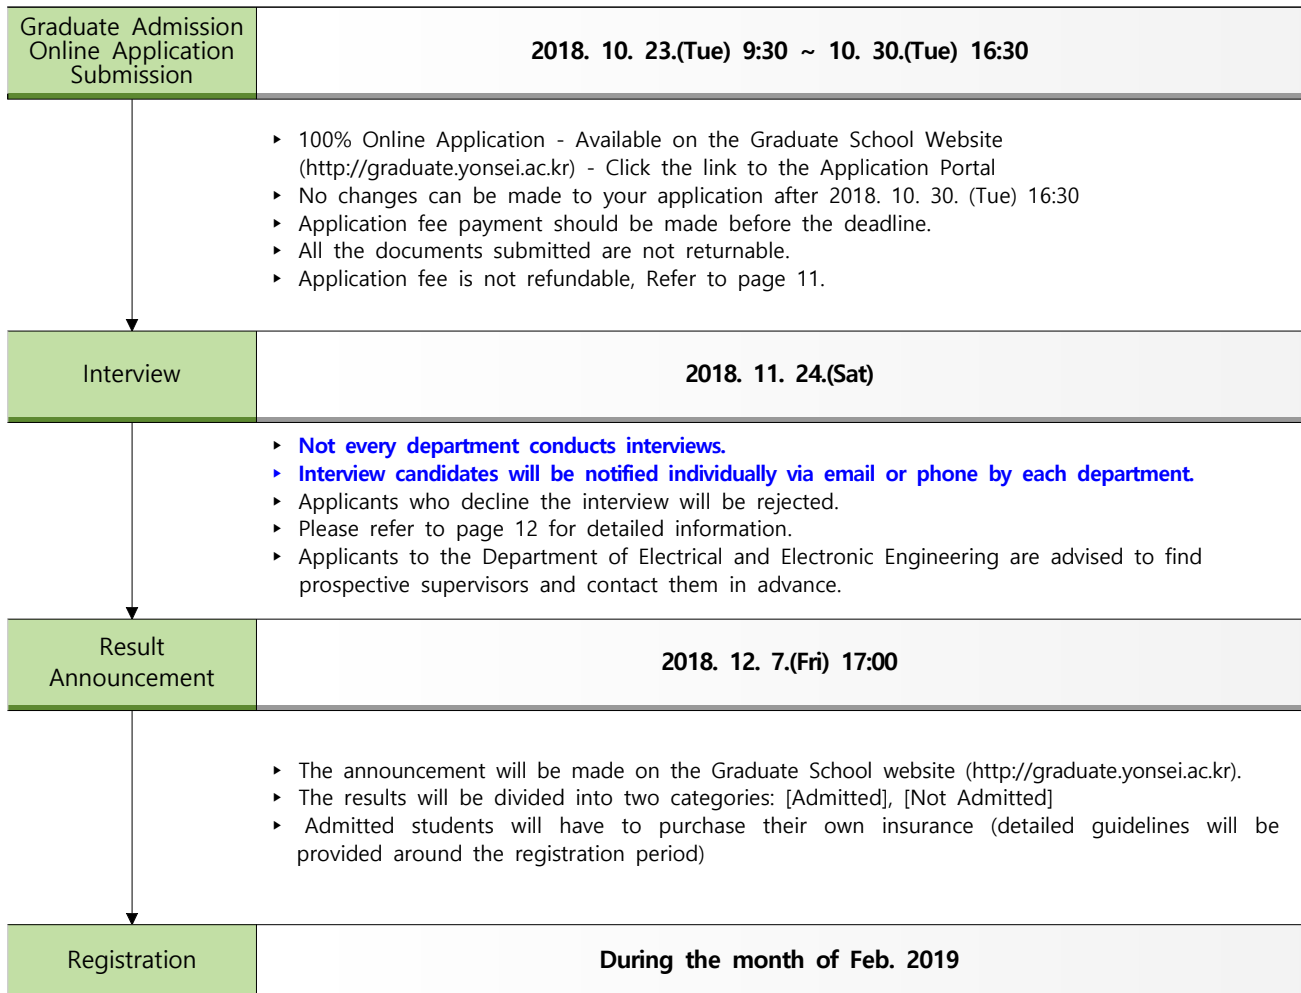 Graduate Admission
Online Application
Submission
2018. 10. 23.(Tue) 9:30 ~ 10. 30.(Tue) 16:30
‣ 100% Online Application - Available on the Graduate School Website
(http://graduate.yonsei.ac.kr) - Click the link to the Application Portal
‣ No changes can be made to your application after 2018. 10. 30. (Tue) 16:30
‣ Application fee payment should be made before the deadline.
‣ All the documents submitted are not returnable.
‣ Application fee is not refundable, Refer to page 11.
Interview
2018. 11. 24.(Sat)
‣ Not every department conducts interviews.
‣ Interview candidates will be notified individually via email or phone by each department.
‣ Applicants who decline the interview will be rejected.
‣ Please refer to page 12 for detailed information.
‣ Applicants to the Department of Electrical and Electronic Engineering are advised to find
prospective supervisors and contact them in advance.
Result
Announcement
2018. 12. 7.(Fri) 17:00
‣ The announcement will be made on the Graduate School website (http://graduate.yonsei.ac.kr).
‣ The results will be divided into two categories: [Admitted], [Not Admitted]
‣ Admitted students will have to purchase their own insurance (detailed guidelines will be
provided around the registration period)
Registration
During the month of Feb. 2019